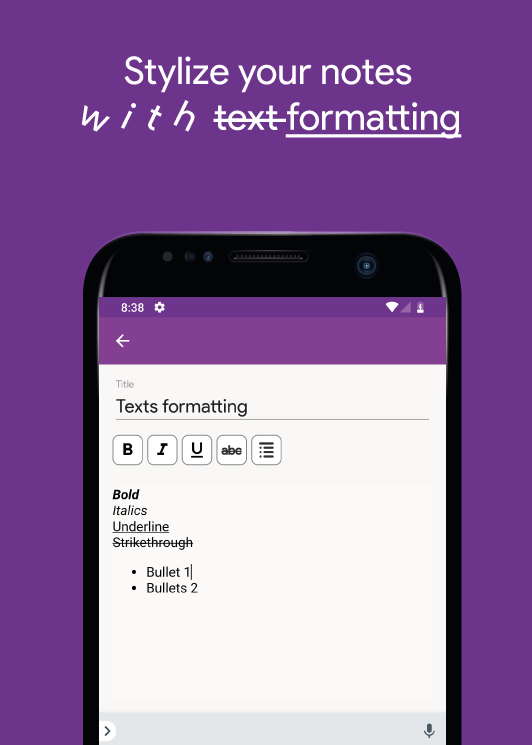 Stylize your notes
with text formatting
8:38
Title
Texts formatting
B I U abc
Bold
Italics
Underline
Strikethrough
• Bullet 1
• Bullets 2